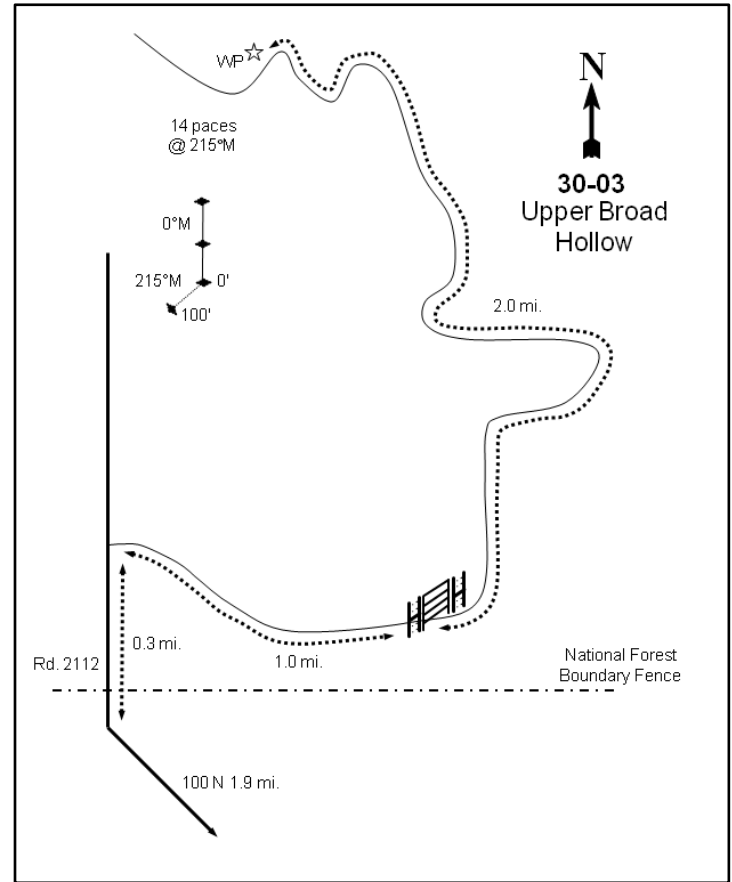 WP
N
14 paces
@ 215°M
30-03
Upper Broad
Hollow
0°M
215°M
0'
100'
2.0 mi.
0.3 mi.
1.0 mi.
Rd. 2112
National Forest
Boundary Fence
100 N 1.9 mi.